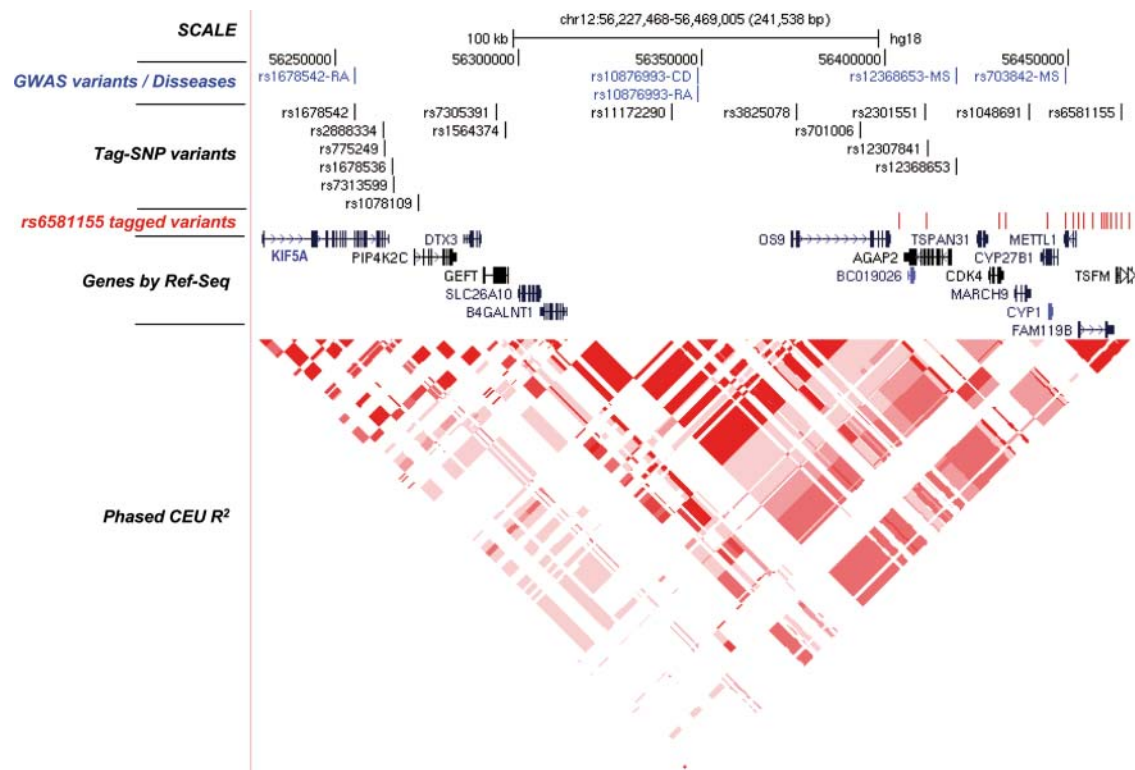 chr12:56,227,468-56,469,005 (241,538 bp)
SCALE
100 kb
hg18
56250000
56300000
56350000
56400000
56450000
GWAS variants / Disseases
rs1678542-RA
rs10876993-CD
rs12368653-MS
rs703842-MS
rs10876993-RA
rs1678542
rs7305391
rs11172290
rs3825078
rs2301551
rs1048691
rs6581155
rs2888334
rs1564374
rs701006
Tag-SNP variants
rs775249
rs12307841
rs1678536
rs12368653
rs7313599
rs1078109
rs6581155 tagged variants
DTX3
OS9
TSPAN31
METTL1
KIF5A
PIP4K2C
AGAP2
CYP27B1
Genes by Ref-Seq
GEFT
BC019026
CDK4
TSFM
SLC26A10
MARCH9
B4GALNT1
CYP1
FAM119B
Phased CEU R²